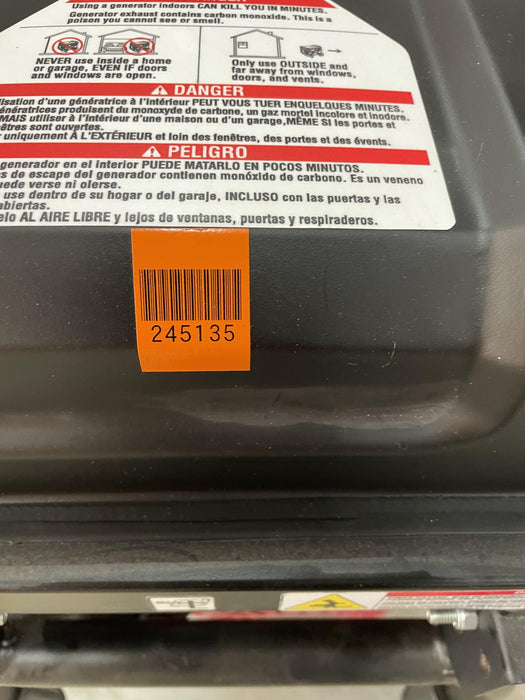 Using a generator indoors CAN KILL YOU IN MINUTES.
Generator exhaust contains carbon monoxide. This is a
poison you cannot see or smell.
NEVER use inside a home
or garage, EVEN IF doors
and windows are open.
Only use OUTSIDE and
far away from windows,
doors, and vents.
DANGER
ilisation d'une génératrice à l'intérieur PEUT VOUS TUER ENQUELQUES MINUTES.
génératrices produisent du monoxyde de carbone, un gaz mortel incolore et inodore.
MAIS utiliser à l'intérieur d'une maison ou d'un garage,MÊME SI les portes et
êtres sont ouvertes.
r uniquement À L'EXTÉRIEUR et loin des fenêtres, des portes et des évents.
PELIGRO
generador en el interior PUEDE MATARLO EN POCOS MINUTOS.
s de escape del generador contienen monóxido de carbono. Es un veneno
uede verse ni olerse.
use dentro de su hogar o del garaje, INCLUSO con las puertas y las
abiertas.
elo AL AIRE LIBRE y lejos de ventanas, puertas y respiraderos.
245135